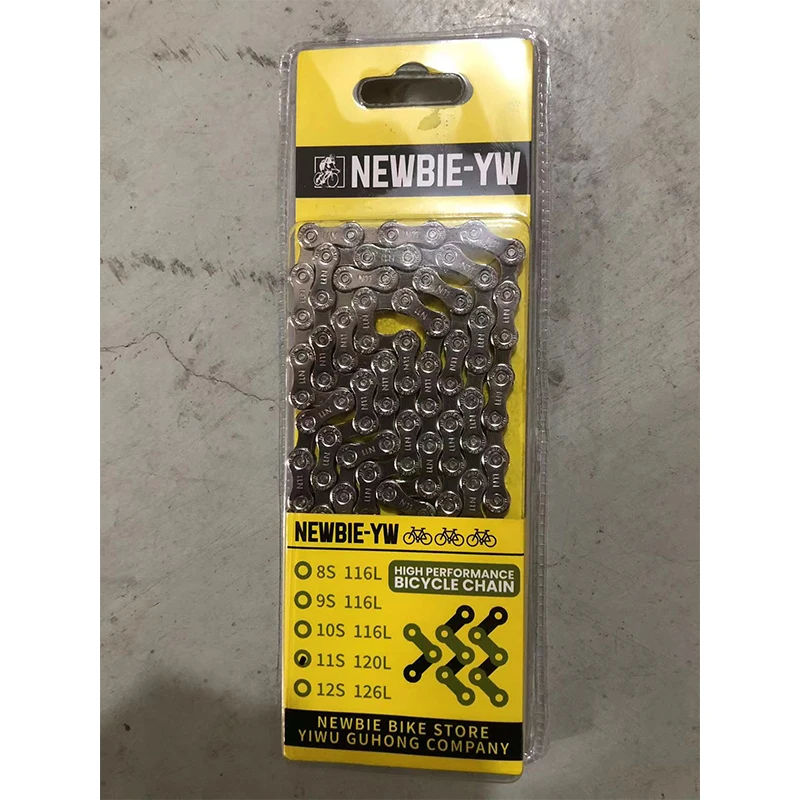 NEWBIE-YW
N11
NEWBIE-YW
8S 116L
HIGH PERFORMANCE
BICYCLE CHAIN
9S 116L
10S 116L
11S 120L
12S 126L
NEWBIE BIKE STORE
YIWU GUHONG COMPANY